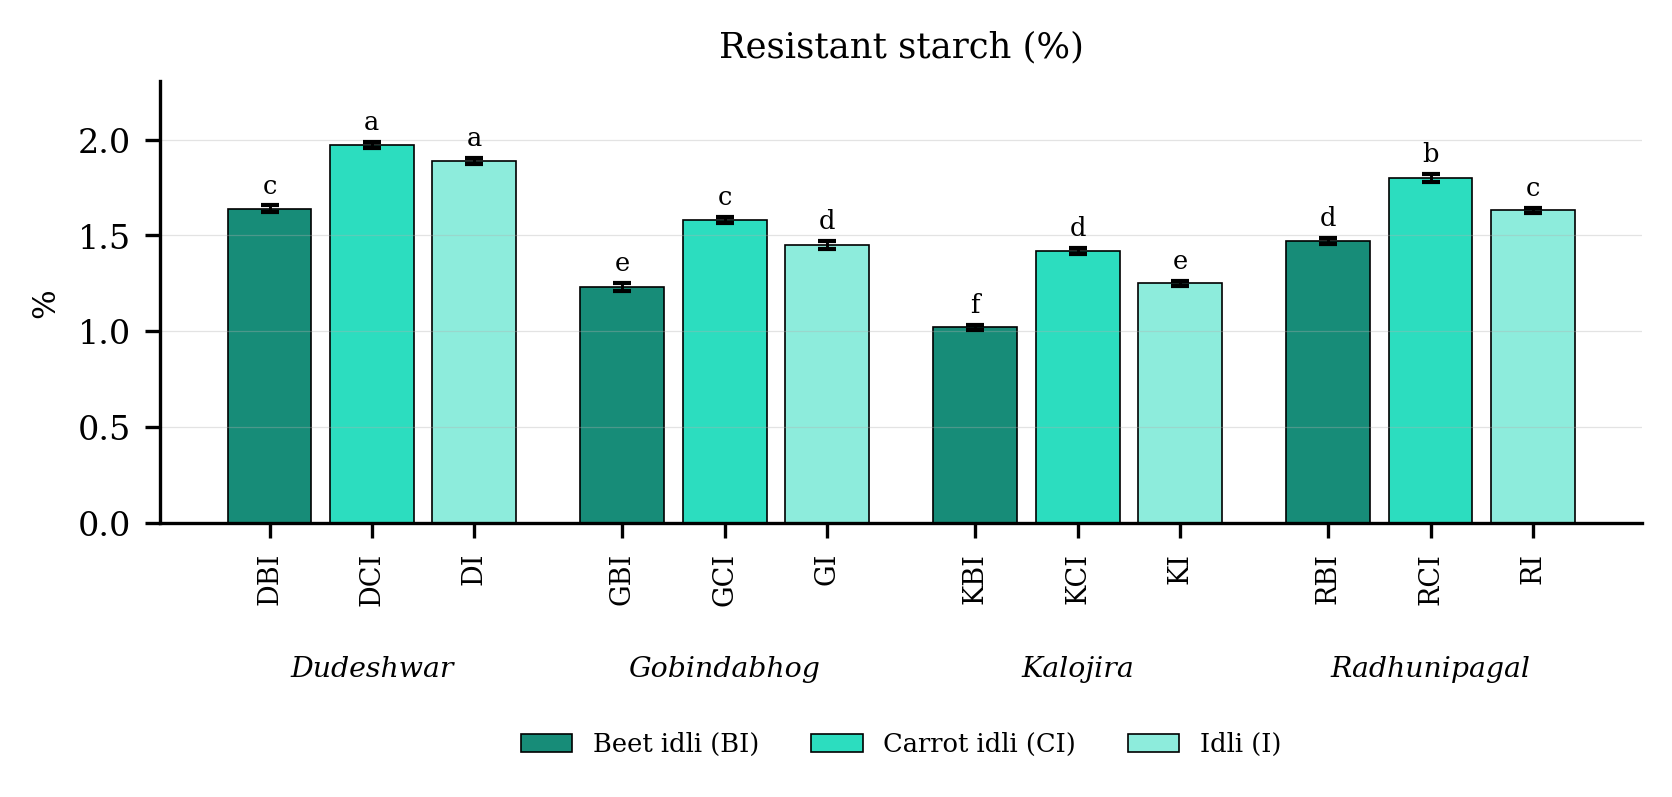 Resistant starch (%)
%
2.0
1.5
1.0
0.5
0.0
c
a
a
e
c
d
f
d
e
d
b
c
DBI
DCI
DI
GBI
GCI
GI
KBI
KCI
KI
RBI
RCI
RI
Dudeshwar
Gobindabhog
Kalojira
Radhunipagal
Beet idli (BI)
Carrot idli (CI)
Idli (I)